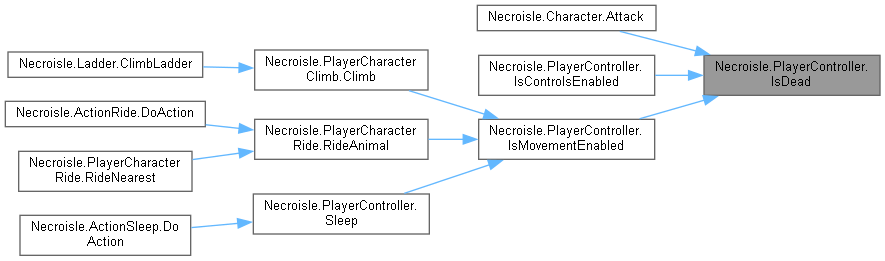 Necroisle.Character.Attack
Necroisle.PlayerController.
IsDead
Necroisle.PlayerController.
IsControlsEnabled
Necroisle.PlayerController.
IsMovementEnabled
Necroisle.PlayerCharacter
Climb.Climb
Necroisle.Ladder.ClimbLadder
Necroisle.PlayerCharacter
Ride.RideAnimal
Necroisle.ActionRide.DoAction
Necroisle.PlayerCharacter
Ride.RideNearest
Necroisle.PlayerController.
Sleep
Necroisle.ActionSleep.Do
Action